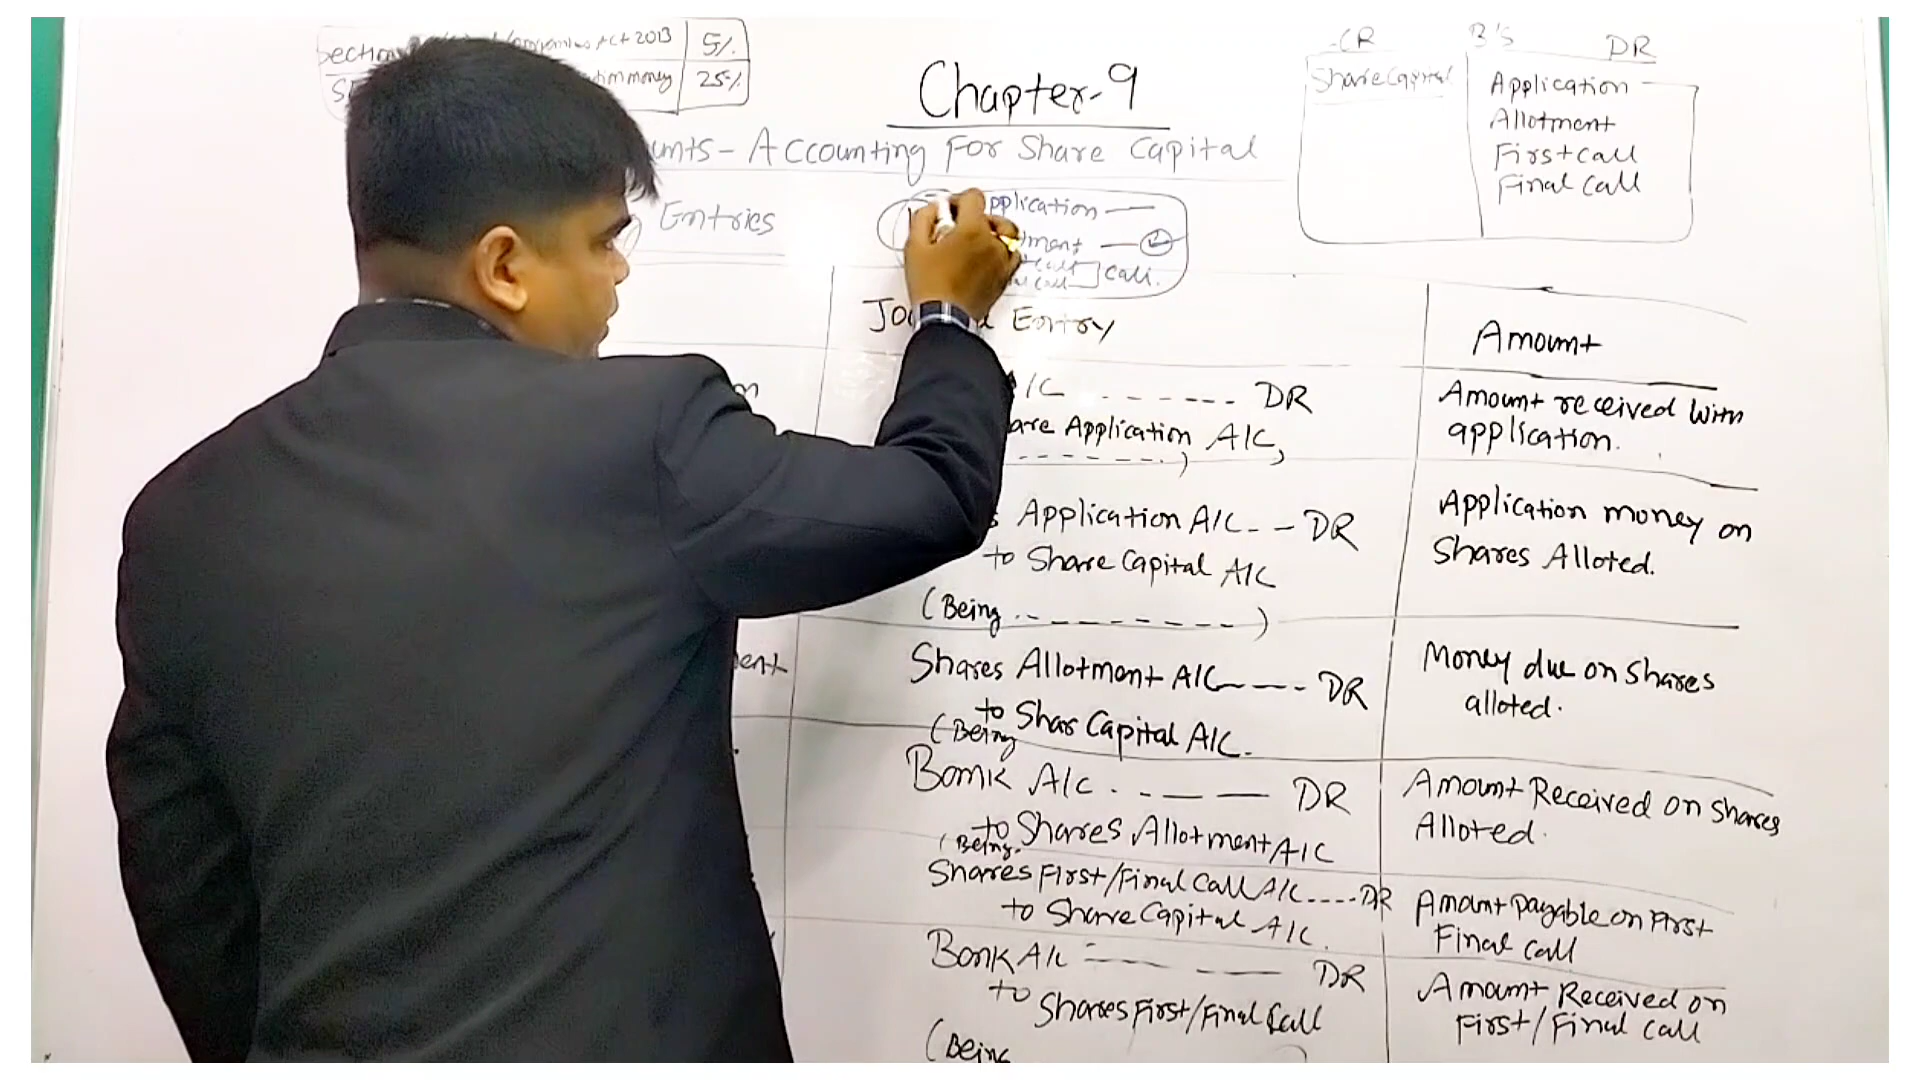 Act 2013 5%
money 25%
CR B's DR
Share Capital
Application
Allotment
First call
Final Call
Chapter-9
unts - Accounting For Share Capital
Entries
pplication
tment
Call
call
Call.
Entry
Amount
A/C ------- DR
are Application A/C,
Amount received with
application.
Application A/C -- DR
to Share Capital A/C
(Being ---------)
Application money on
Shares Alloted.
ent
Shares Allotment A/C ---- DR
to Shar Capital A/C.
(Being
Money due on Shares
alloted.
Bank A/c ---- DR
to Shares Allotment A/C
(Being.
Amount Received on Shares
Alloted.
Shares First/Final Call A/C ---- DR
to Share Capital A/C.
Amount payable on First
Final Call
Bank A/c ---- DR
to Shares First/Final Call
(Being
Amount Received on
First/Final call